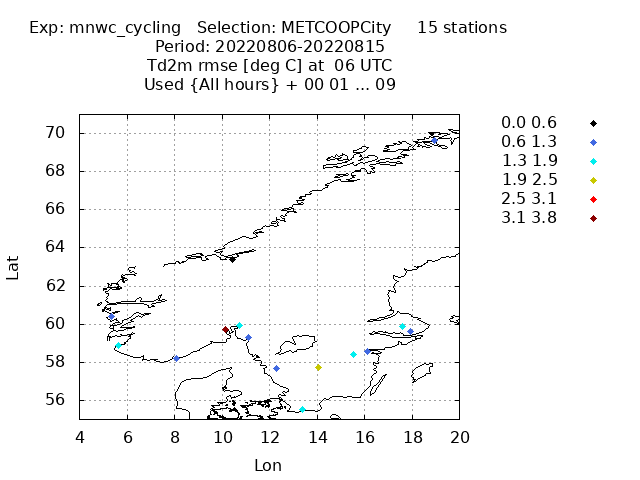 Exp: mnwc_cycling   Selection: METCOOPCity     15 stations
Period: 20220806-20220815
Td2m rmse [deg C] at  06 UTC
Used {All hours} + 00 01 ... 09
0.0 0.6
0.6 1.3
1.3 1.9
1.9 2.5
2.5 3.1
3.1 3.8
70
68
66
64
62
60
58
56
Lat
4 6 8 10 12 14 16 18 20
Lon